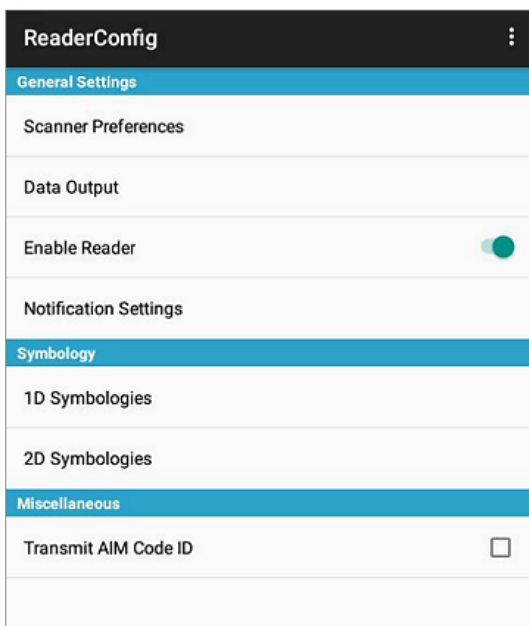 ReaderConfig
General Settings
Scanner Preferences
Data Output
Enable Reader
Notification Settings
Symbology
1D Symbologies
2D Symbologies
Miscellaneous
Transmit AIM Code ID